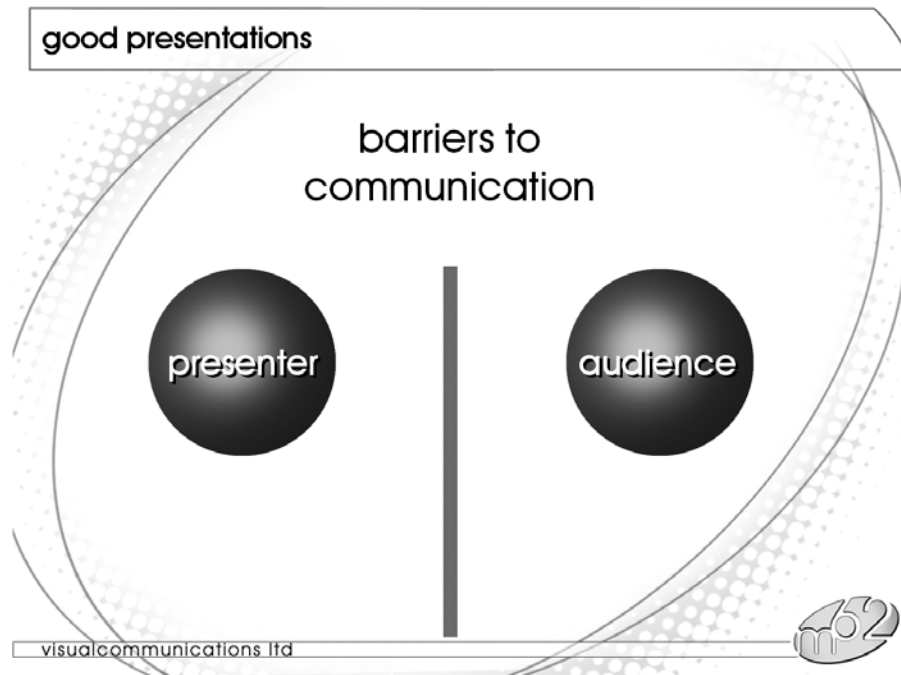 good presentations
barriers to
communication
presenter
audience
visualcommunications ltd
m62